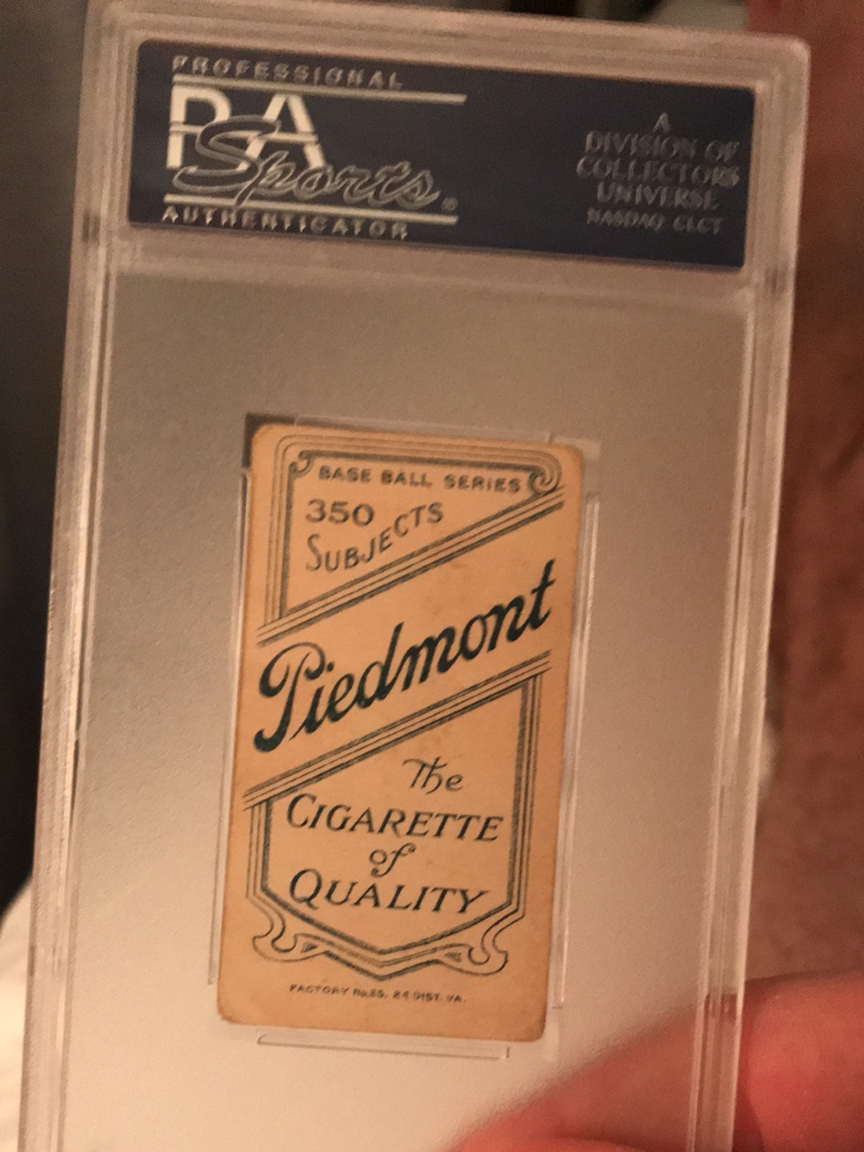 PROFESSIONAL
PSA
Sports®
AUTHENTICATOR
A
DIVISION OF
COLLECTORS
UNIVERSE
NASDAQ CLCT
BASE BALL SERIES
350
SUBJECTS
Piedmont
The
CIGARETTE
of
QUALITY
FACTORY No.25. 2d DIST. VA.